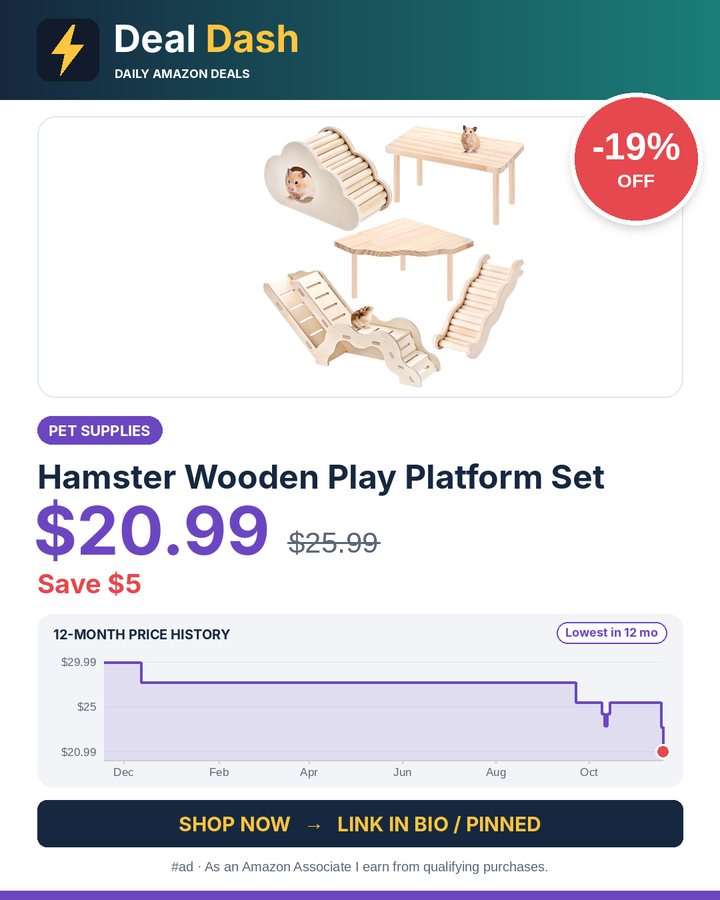 Deal Dash
DAILY AMAZON DEALS
-19%
OFF
PET SUPPLIES
Hamster Wooden Play Platform Set
$20.99 $25.99
Save $5
12-MONTH PRICE HISTORY
Lowest in 12 mo
$29.99
$25
$20.99
Dec Feb Apr Jun Aug Oct
SHOP NOW → LINK IN BIO / PINNED
#ad · As an Amazon Associate I earn from qualifying purchases.